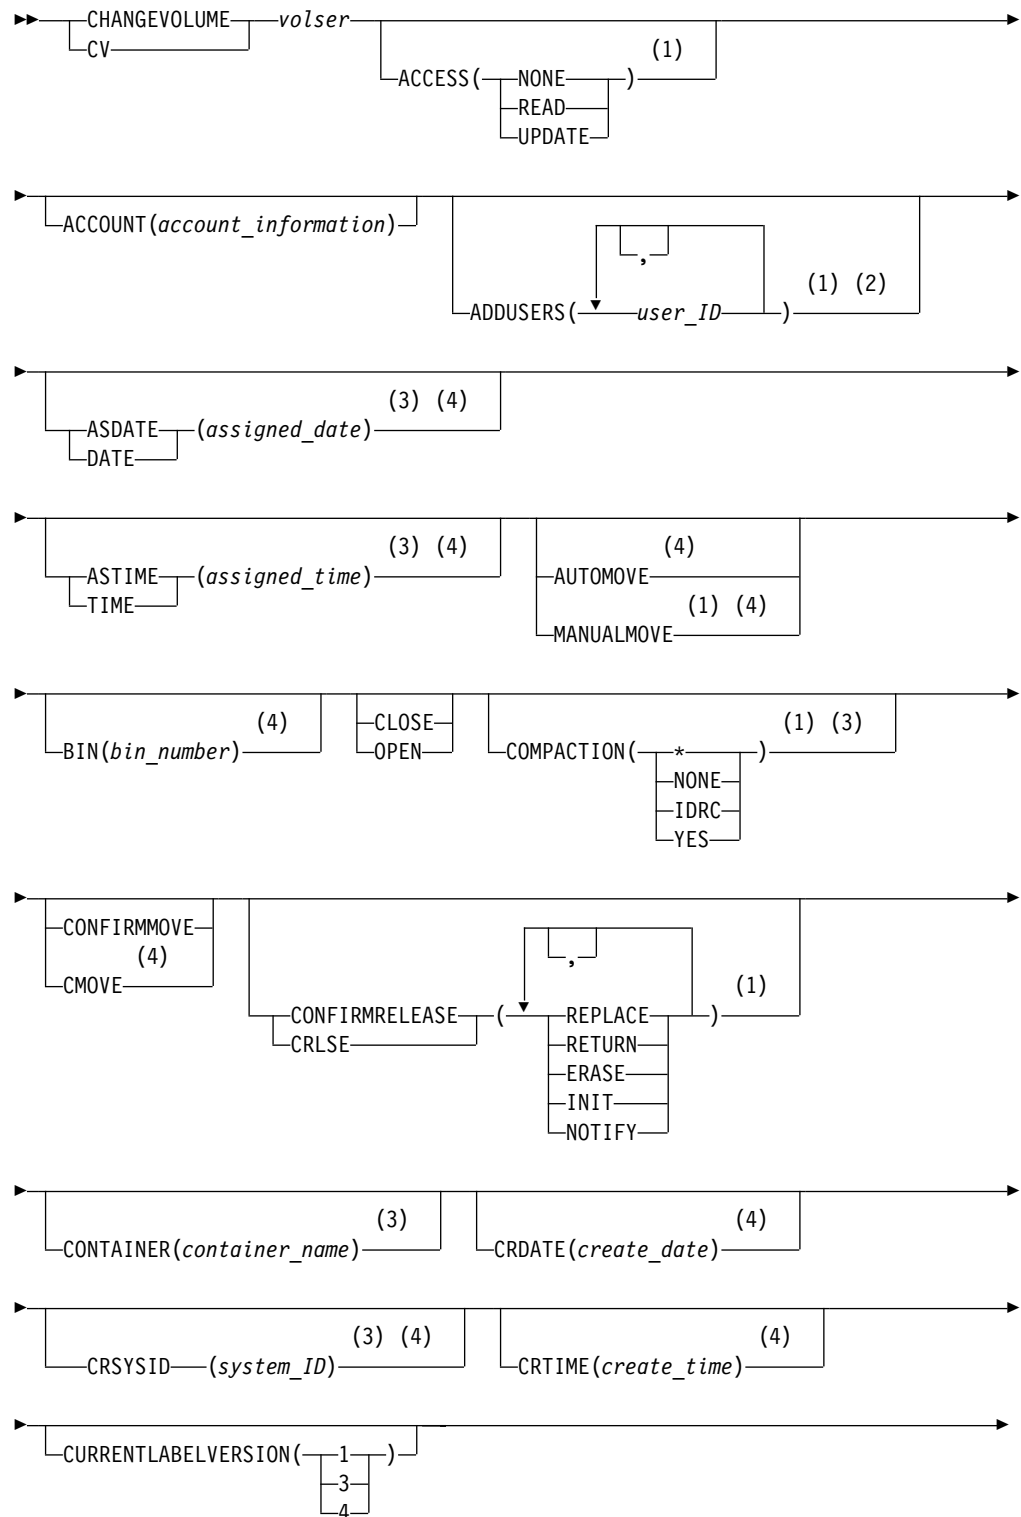 CHANGEVOLUME volser
CV
(1)
ACCESS( NONE )
READ
UPDATE
ACCOUNT(account_information)
,
(1) (2)
ADDUSERS( user_ID )
(3) (4)
ASDATE (assigned_date)
DATE
(3) (4) (4)
ASTIME (assigned_time) AUTOMOVE
TIME (1) (4)
MANUALMOVE
(4) CLOSE (1) (3)
BIN(bin_number) OPEN COMPACTION( * )
NONE
IDRC
YES
CONFIRMMOVE
(4) ,
CMOVE (1)
CONFIRMRELEASE ( REPLACE )
CRLSE RETURN
ERASE
INIT
NOTIFY
(3) (4)
CONTAINER(container_name) CRDATE(create_date)
(3) (4) (4)
CRSYSID (system_ID) CRTIME(create_time)
CURRENTLABELVERSION( 1 )
3
4